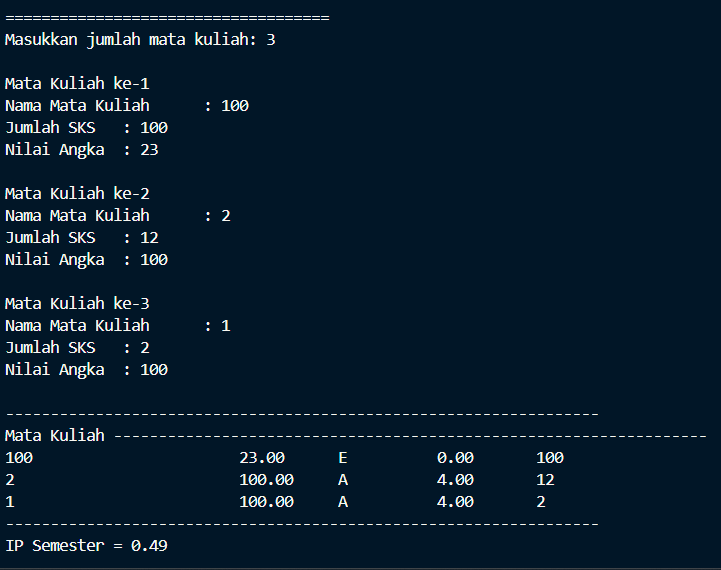 ====================================
Masukkan jumlah mata kuliah: 3
Mata Kuliah ke-1
Nama Mata Kuliah      : 100
Jumlah SKS   : 100
Nilai Angka  : 23
Mata Kuliah ke-2
Nama Mata Kuliah      : 2
Jumlah SKS   : 12
Nilai Angka  : 100
Mata Kuliah ke-3
Nama Mata Kuliah      : 1
Jumlah SKS   : 2
Nilai Angka  : 100
------------------------------------------------------------------
Mata Kuliah ------------------------------------------------------------------
100                       23.00      E          0.00       100
2                         100.00     A          4.00       12
1                         100.00     A          4.00       2
------------------------------------------------------------------
IP Semester = 0.49